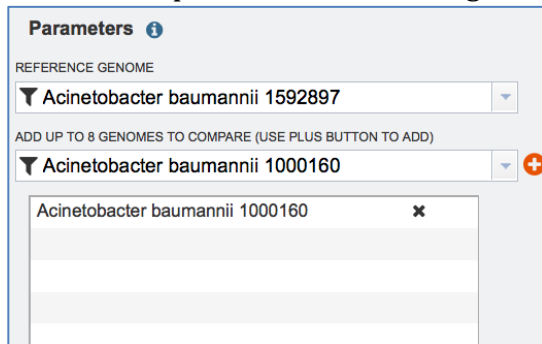 Parameters
REFERENCE GENOME
Acinetobacter baumannii 1592897
ADD UP TO 8 GENOMES TO COMPARE (USE PLUS BUTTON TO ADD)
Acinetobacter baumannii 1000160
Acinetobacter baumannii 1000160